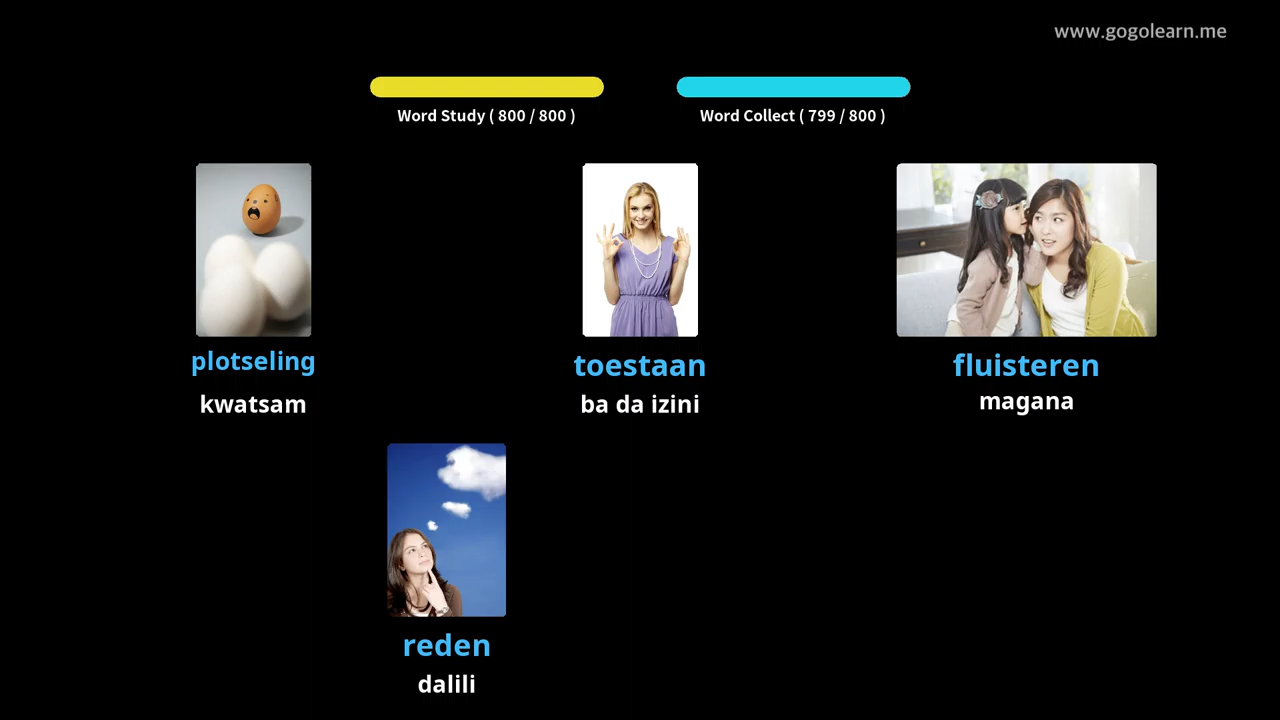 www.gogolearn.me
Word Study ( 800 / 800 )
Word Collect ( 799 / 800 )
plotseling
kwatsam
toestaan
ba da izini
fluisteren
magana
reden
dalili